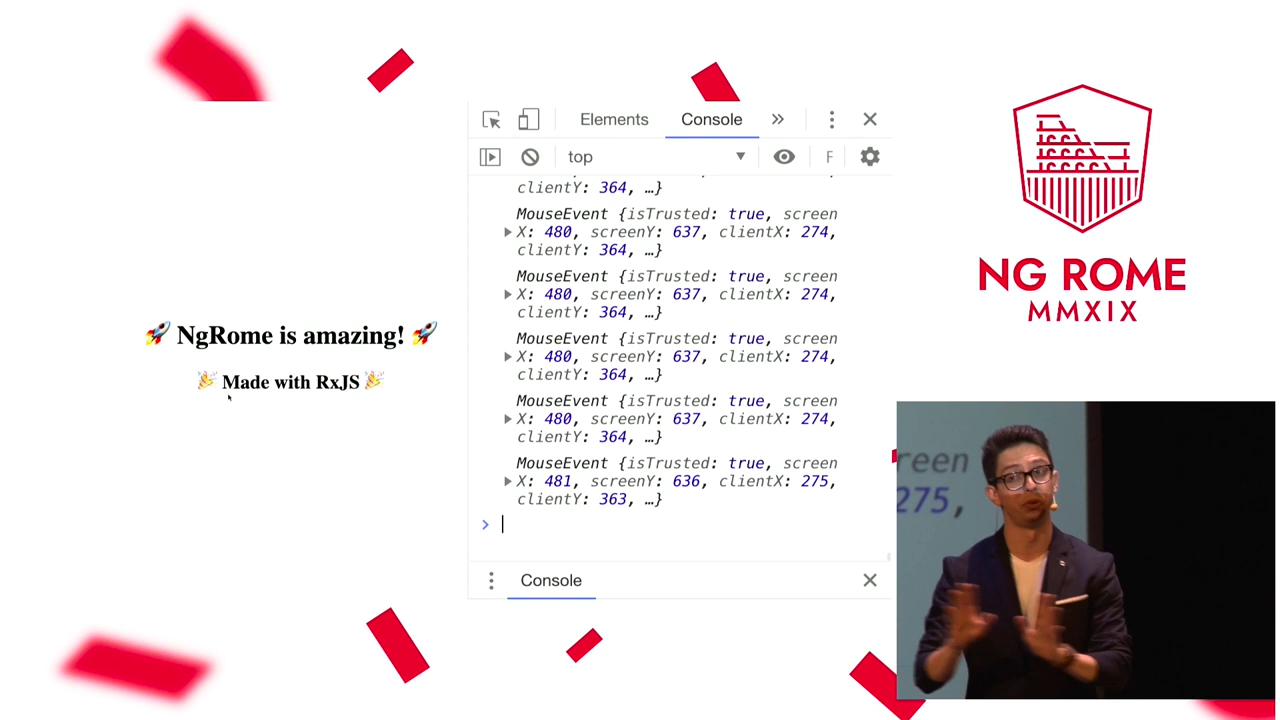 🚀 NgRome is amazing! 🚀
🎉 Made with RxJS 🎉
Elements Console »
top ▼ F
clientY: 364, …}
MouseEvent {isTrusted: true, screen
X: 480, screenY: 637, clientX: 274,
clientY: 364, …}
MouseEvent {isTrusted: true, screen
X: 480, screenY: 637, clientX: 274,
clientY: 364, …}
MouseEvent {isTrusted: true, screen
X: 480, screenY: 637, clientX: 274,
clientY: 364, …}
MouseEvent {isTrusted: true, screen
X: 480, screenY: 637, clientX: 274,
clientY: 364, …}
MouseEvent {isTrusted: true, screen
X: 481, screenY: 636, clientX: 275,
clientY: 363, …}
>
Console
NG ROME
MMXIX
reen
275,